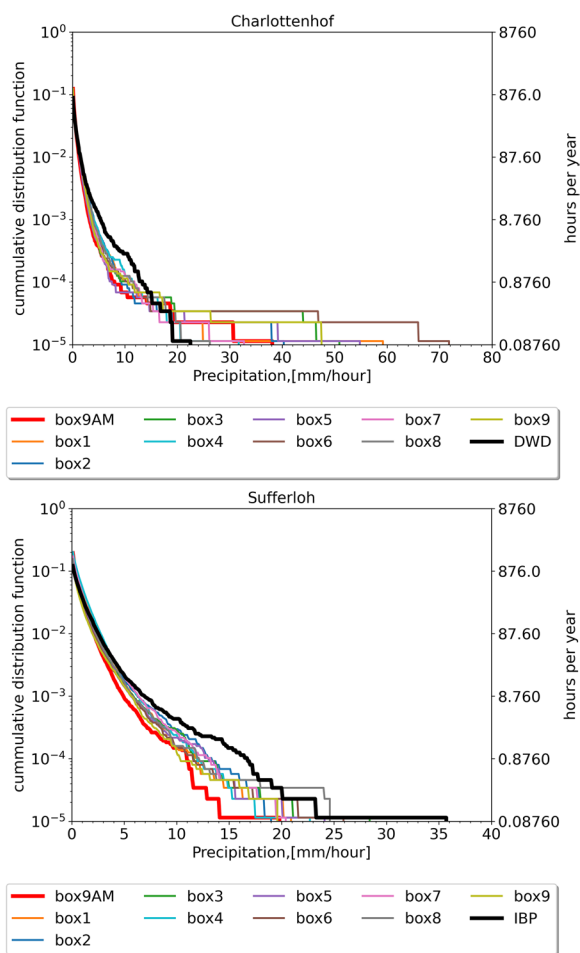 Charlottenhof
cummulative distribution function
10⁰
10⁻¹
10⁻²
10⁻³
10⁻⁴
10⁻⁵
8760
876.0
87.60
8.760
0.8760
0.08760
hours per year
0 10 20 30 40 50 60 70 80
Precipitation,[mm/hour]
box9AM box3 box5 box7 box9
box1 box4 box6 box8 DWD
box2
Sufferloh
cummulative distribution function
10⁰
10⁻¹
10⁻²
10⁻³
10⁻⁴
10⁻⁵
8760
876.0
87.60
8.760
0.8760
0.08760
hours per year
0 5 10 15 20 25 30 35 40
Precipitation,[mm/hour]
box9AM box3 box5 box7 box9
box1 box4 box6 box8 IBP
box2